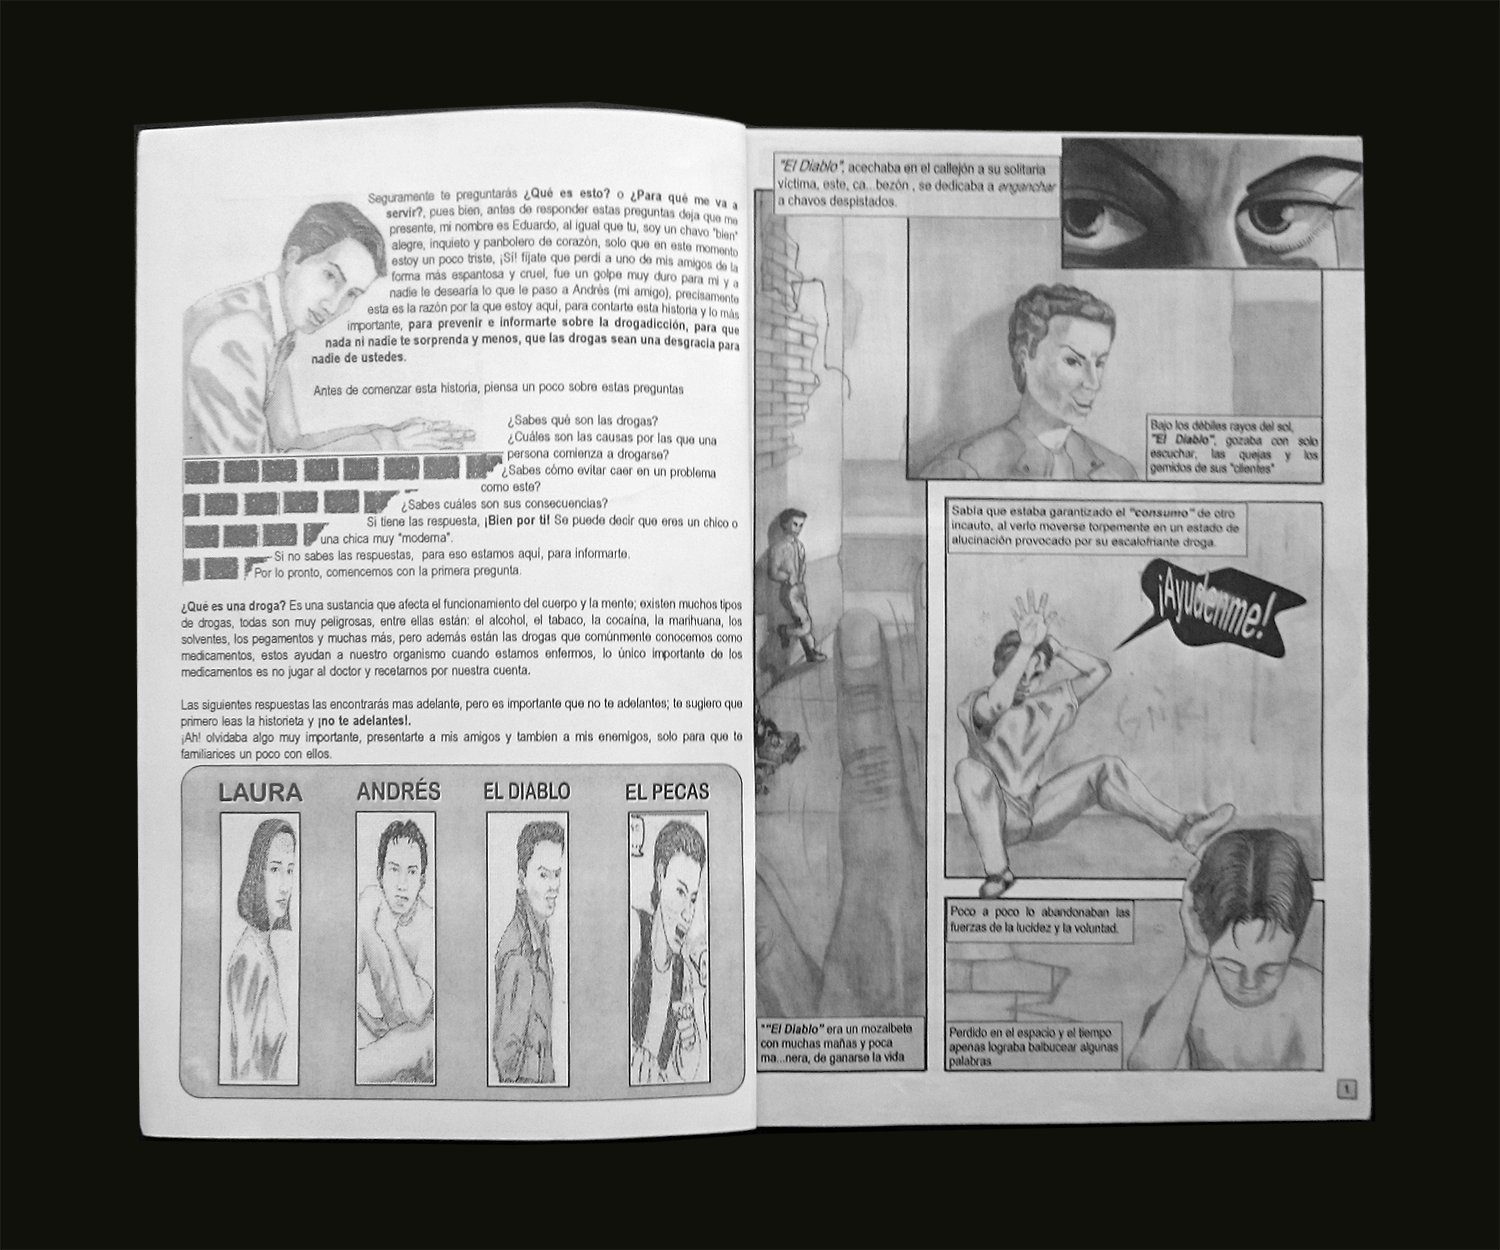 Seguramente te preguntarás ¿Qué es esto? o ¿Para qué me va a
servir?, pues bien, antes de responder estas preguntas deja que me
presente, mi nombre es Eduardo, al igual que tu, soy un chavo "bien"
alegre, inquieto y panbolero de corazón, solo que en este momento
estoy un poco triste, ¡Sí! fíjate que perdi a uno de mis amigos de la
forma más espantosa y cruel, fue un golpe muy duro para mi y a
nadie le desearía lo que le paso a Andrés (mi amigo), precisamente
esta es la razón por la que estoy aquí, para contarte esta historia y lo más
importante, para prevenir e informarte sobre la drogadicción, para que
nada ni nadie te sorprenda y menos, que las drogas sean una desgracia para
nadie de ustedes.
Antes de comenzar esta historia, piensa un poco sobre estas preguntas
¿Sabes qué son las drogas?
¿Cuáles son las causas por las que una
persona comienza a drogarse?
¿Sabes cómo evitar caer en un problema
como este?
¿Sabes cuáles son sus consecuencias?
Si tiene las respuesta, ¡Bien por ti! Se puede decir que eres un chico o
una chica muy "moderna".
Si no sabes las respuestas, para eso estamos aquí, para informarte.
Por lo pronto, comencemos con la primera pregunta.
¿Qué es una droga? Es una sustancia que afecta el funcionamiento del cuerpo y la mente; existen muchos tipos
de drogas, todas son muy peligrosas, entre ellas están: el alcohol, el tabaco, la cocaína, la marihuana, los
solventes, los pegamentos y muchas más, pero además están las drogas que comúnmente conocemos como
medicamentos, estos ayudan a nuestro organismo cuando estamos enfermos, lo único importante de los
medicamentos es no jugar al doctor y recetarnos por nuestra cuenta.
Las siguientes respuestas las encontrarás mas adelante, pero es importante que no te adelantes; te sugiero que
primero leas la historieta y ¡no te adelantes!.
¡Ah! olvidaba algo muy importante, presentarte a mis amigos y tambien a mis enemigos, solo para que te
familiarices un poco con ellos.
LAURA
ANDRÉS
EL DIABLO
EL PECAS
"El Diablo", acechaba en el callejón a su solitaria
víctima, este, ca...bezón , se dedicaba a enganchar
a chavos despistados.
Bajo los débiles rayos del sol,
"El Diablo", gozaba con solo
escuchar, las quejas y los
gemidos de sus "clientes"
Sabía que estaba garantizado el "consumo" de otro
incauto, al verlo moverse torpemente en un estado de
alucinación provocado por su escalofriante droga.
¡Ayudenme!
GNRI
Poco a poco lo abandonaban las
fuerzas de la lucidez y la voluntad.
""El Diablo" era un mozalbete
con muchas mañas y poca
ma...nera, de ganarse la vida
Perdido en el espacio y el tiempo
apenas lograba balbucear algunas
palabras
1